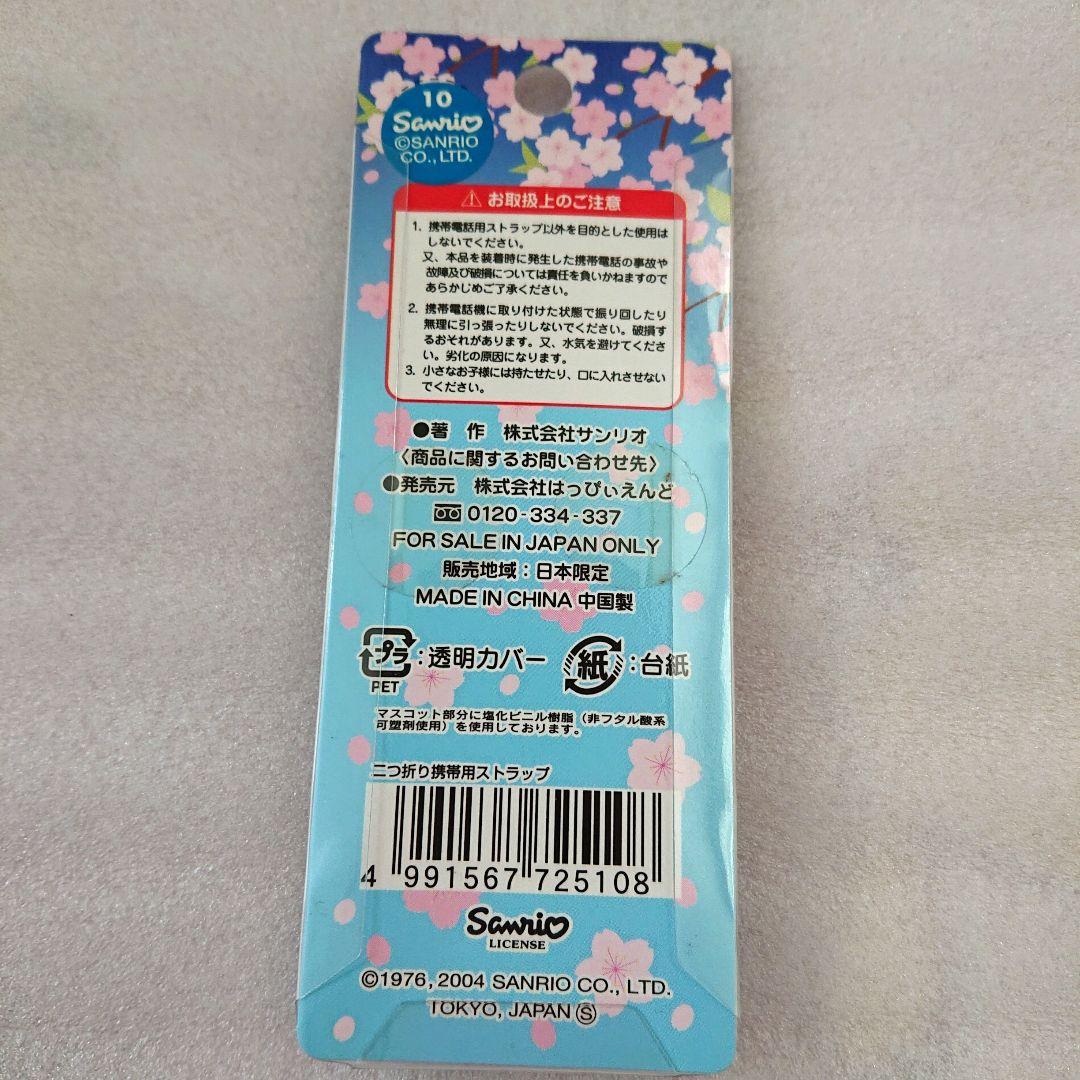 10
Sanrio
©SANRIO
CO., LTD.
⚠ お取扱上のご注意
1. 携帯電話用ストラップ以外を目的とした使用は
しないでください。
又、本品を装着時に発生した携帯電話の事故や
故障及び破損については責任を負いかねますので
あらかじめご了承ください。
2. 携帯電話機に取り付けた状態で振り回したり
無理に引っ張ったりしないでください。破損す
るおそれがあります。又、水気を避けてくださ
い。劣化の原因になります。
3. 小さなお子様には持たせたり、口に入れさせない
でください。
●著 作 株式会社サンリオ
〈商品に関するお問い合わせ先〉
●発売元 株式会社はっぴぃえんど
0120-334-337
FOR SALE IN JAPAN ONLY
販売地域：日本限定
MADE IN CHINA 中国製
プラ：透明カバー 紙：台紙
PET
マスコット部分に塩化ビニル樹脂（非フタル酸系
可塑剤使用）を使用しております。
二つ折り携帯用ストラップ
4 991567 725108
Sanrio
LICENSE
©1976, 2004 SANRIO CO., LTD.
TOKYO, JAPAN Ⓢ